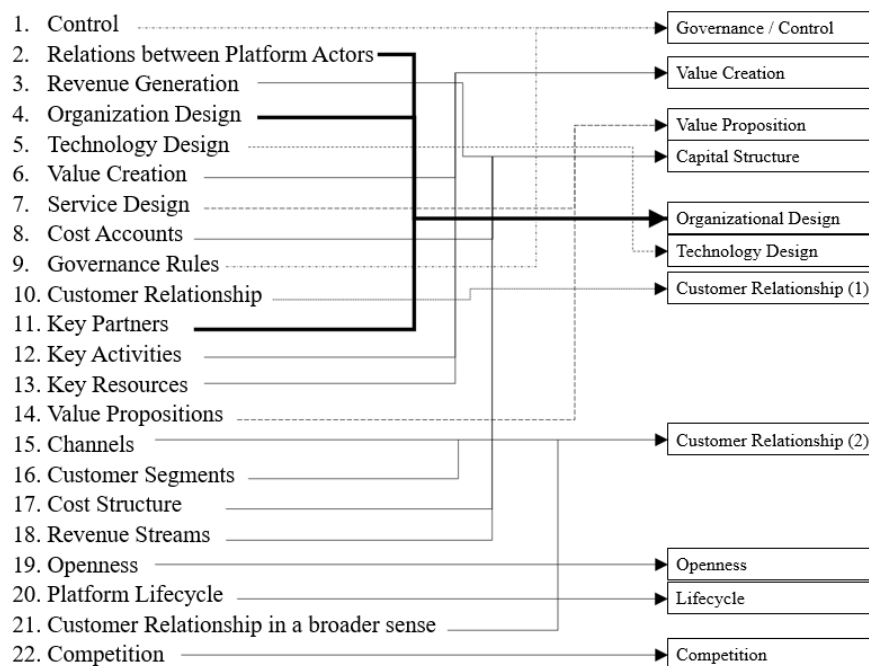 1. Control
2. Relations between Platform Actors
3. Revenue Generation
4. Organization Design
5. Technology Design
6. Value Creation
7. Service Design
8. Cost Accounts
9. Governance Rules
10. Customer Relationship
11. Key Partners
12. Key Activities
13. Key Resources
14. Value Propositions
15. Channels
16. Customer Segments
17. Cost Structure
18. Revenue Streams
19. Openness
20. Platform Lifecycle
21. Customer Relationship in a broader sense
22. Competition
Governance / Control
Value Creation
Value Proposition
Capital Structure
Organizational Design
Technology Design
Customer Relationship (1)
Customer Relationship (2)
Openness
Lifecycle
Competition